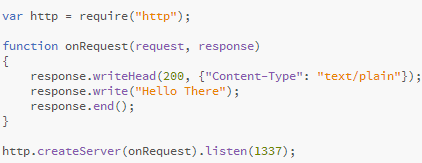 var http = require("http");
function onRequest(request, response)
{
    response.writeHead(200, {"Content-Type": "text/plain"});
    response.write("Hello There");
    response.end();
}
http.createServer(onRequest).listen(1337);